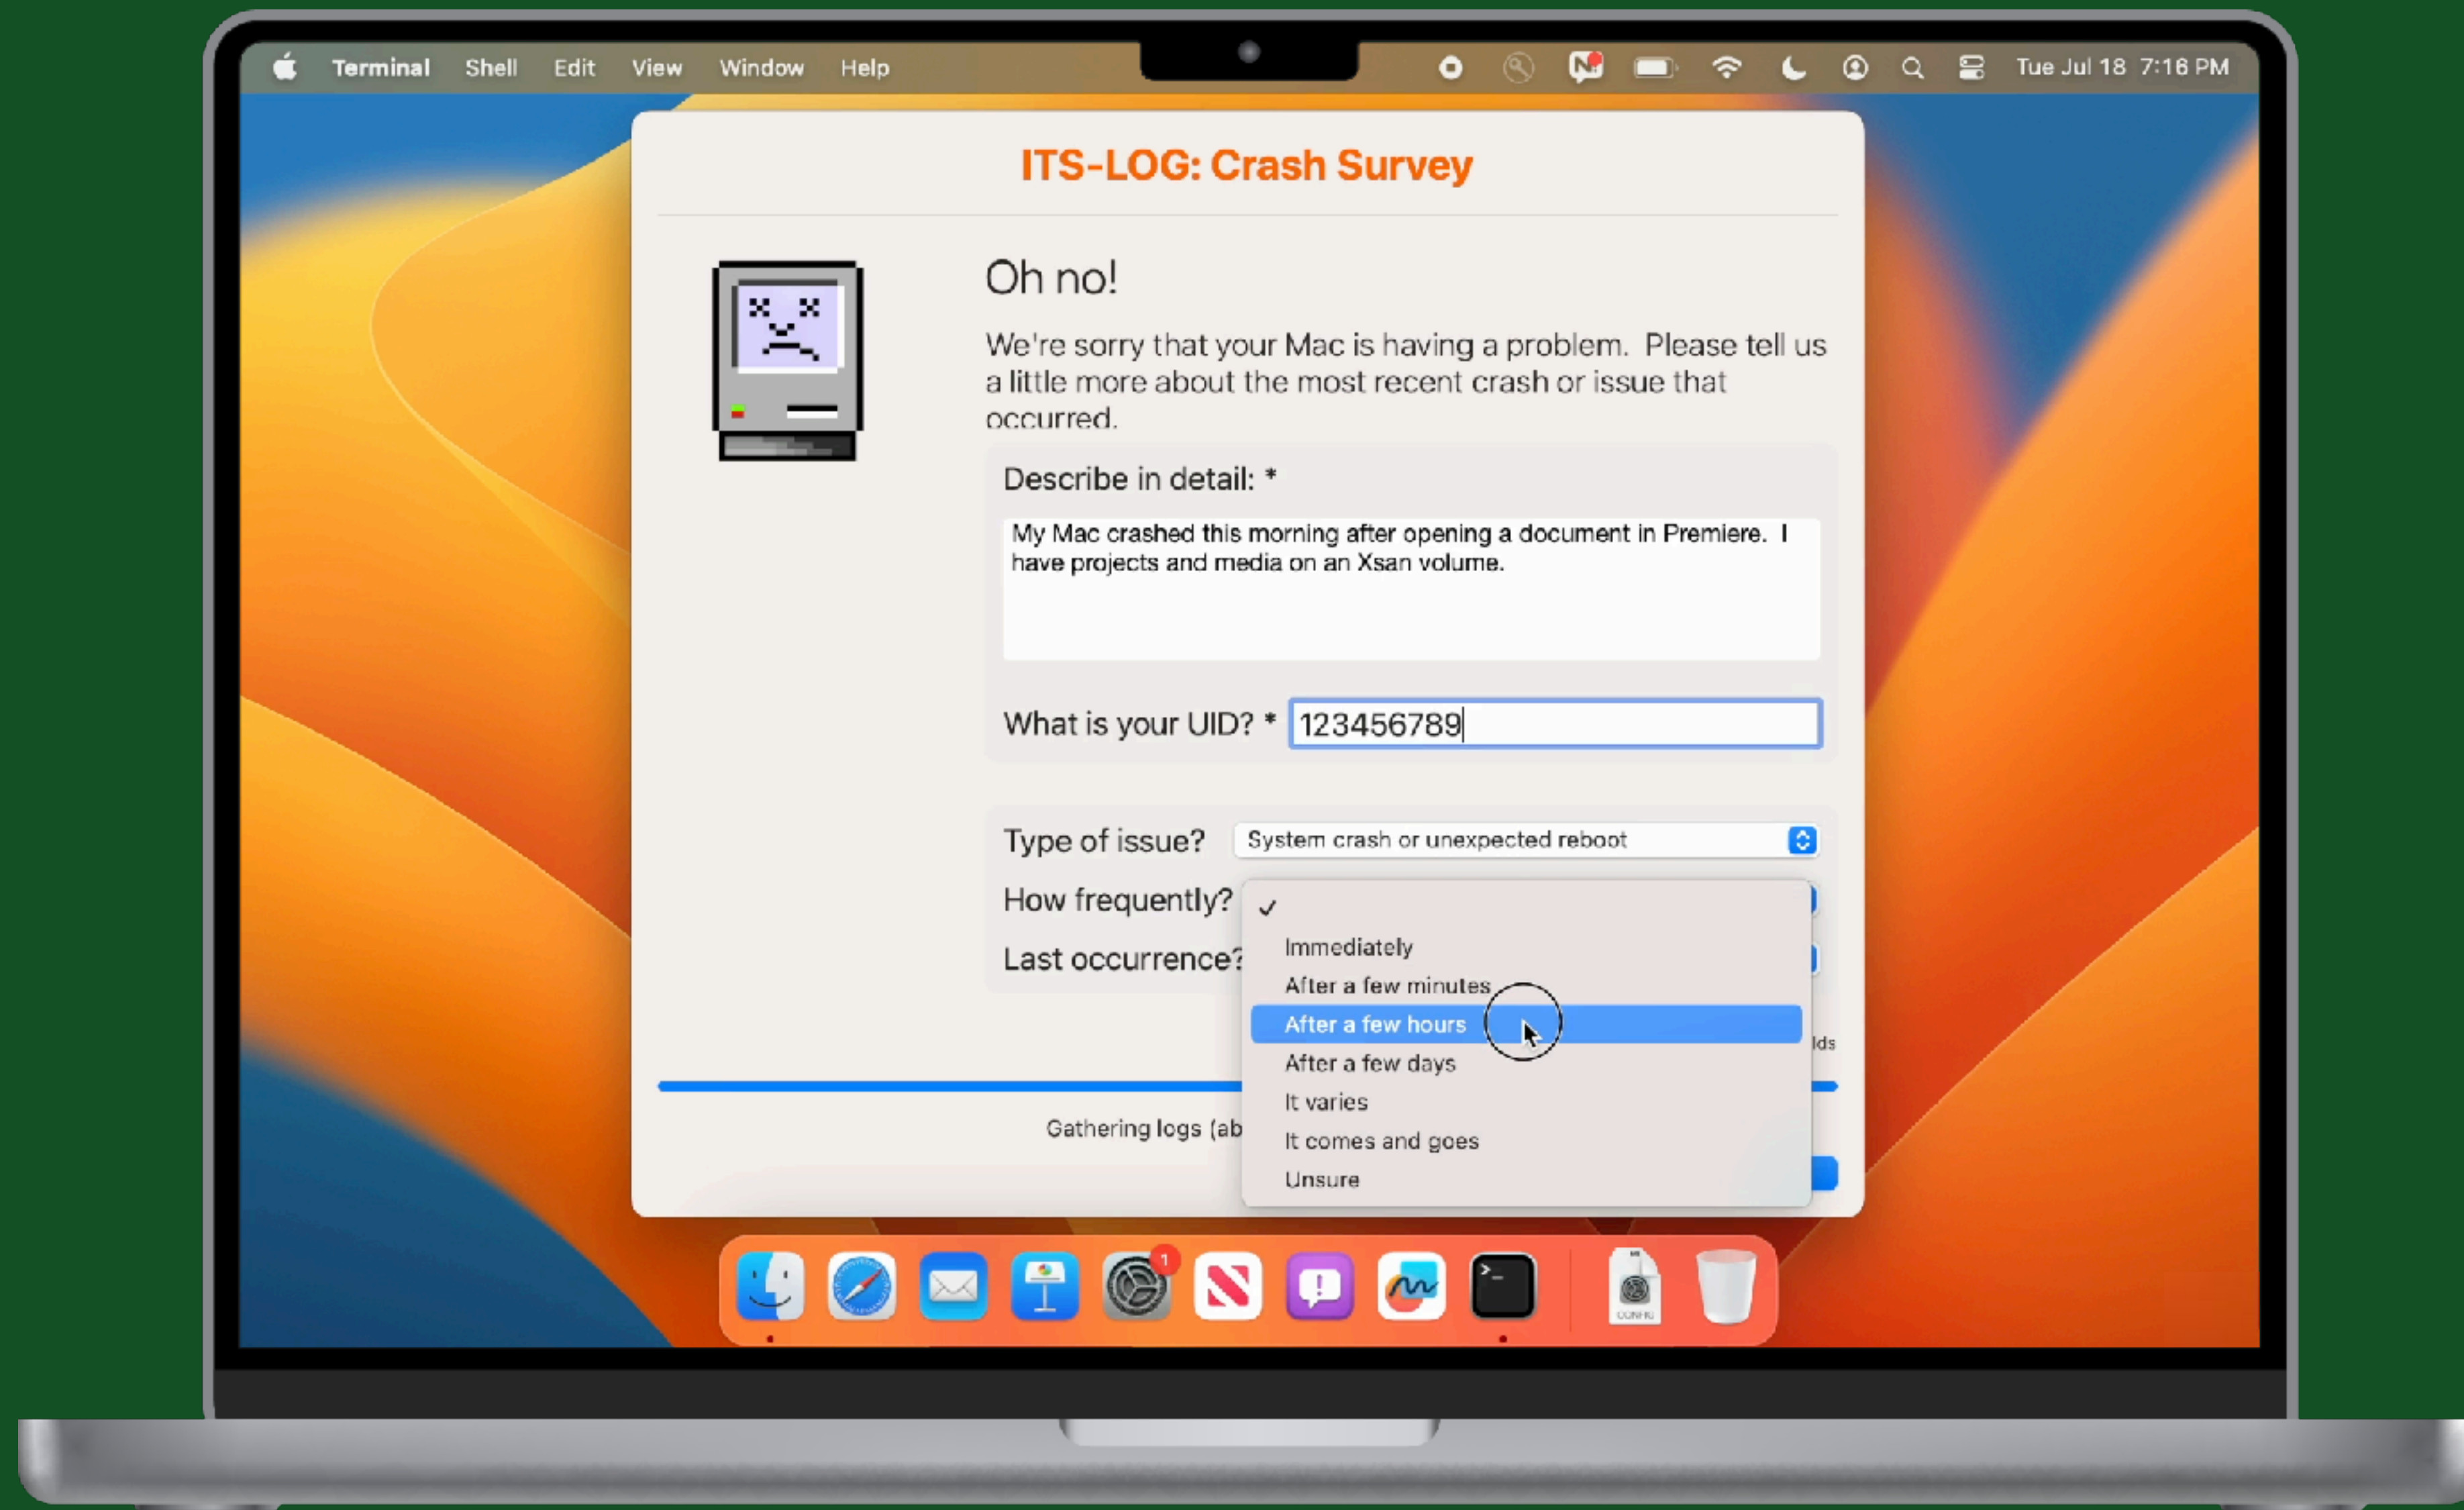 Terminal Shell Edit View Window Help Tue Jul 18 7:16 PM
ITS-LOG: Crash Survey
Oh no!
We're sorry that your Mac is having a problem. Please tell us
a little more about the most recent crash or issue that
occurred.
Describe in detail: *
My Mac crashed this morning after opening a document in Premiere. I
have projects and media on an Xsan volume.
What is your UID? * 123456789
Type of issue? System crash or unexpected reboot
How frequently? ✓
Immediately
Last occurrence?
After a few minutes
After a few hours
lds
After a few days
It varies
Gathering logs (ab
It comes and goes
Unsure
1
CONFIG